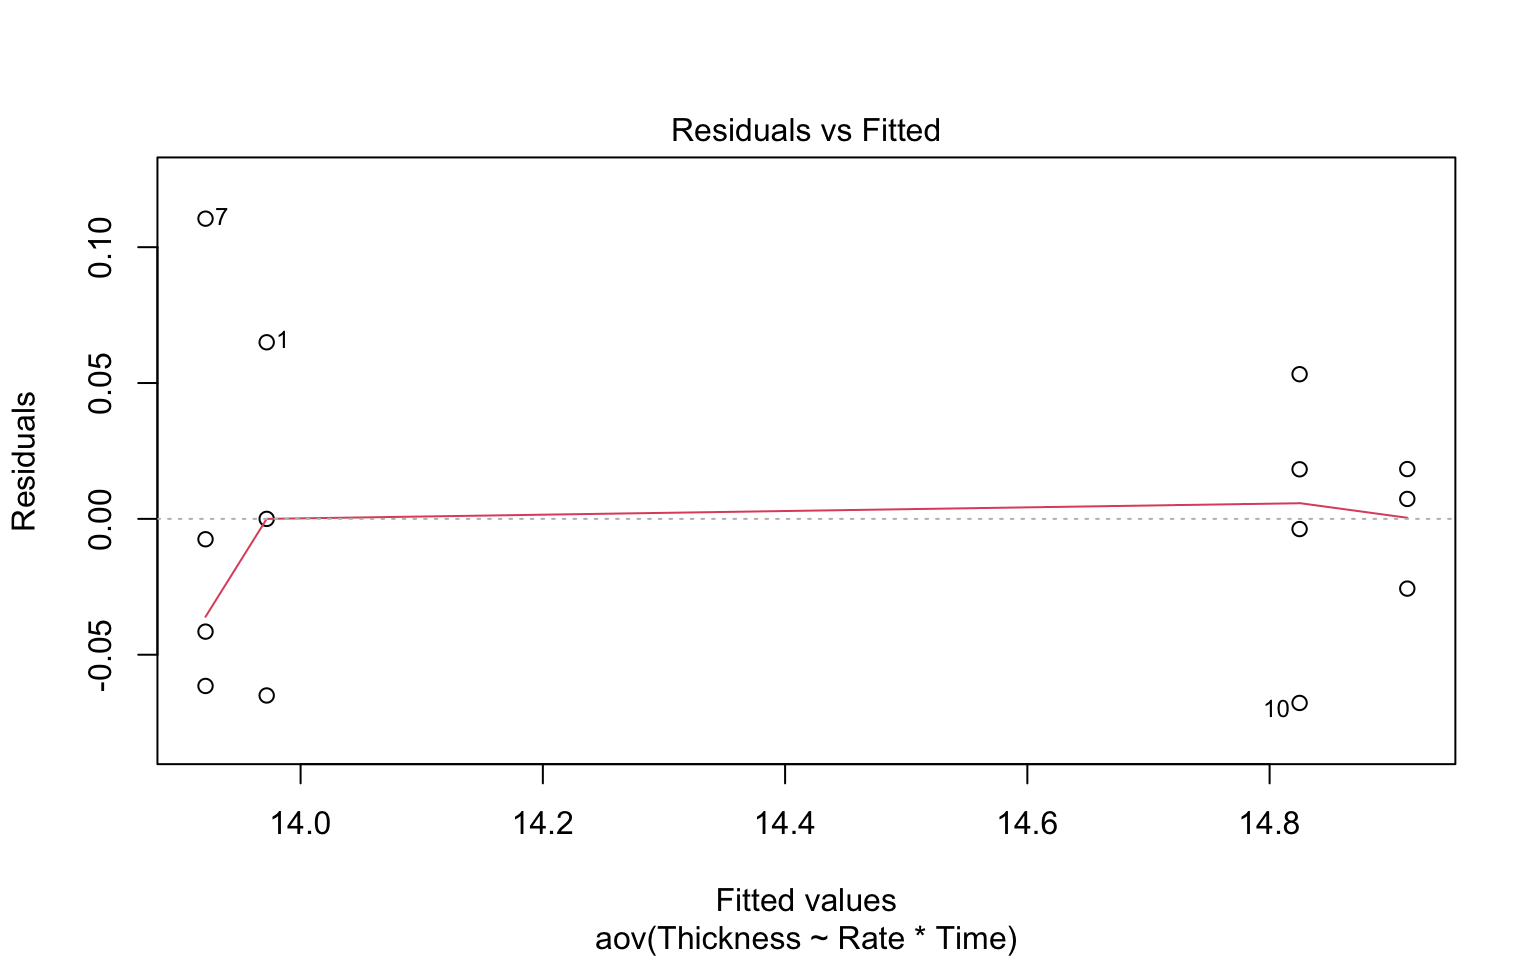 Residuals vs Fitted
7
1
10
0.10
0.05
0.00
-0.05
Residuals
14.0 14.2 14.4 14.6 14.8
Fitted values
aov(Thickness ~ Rate * Time)